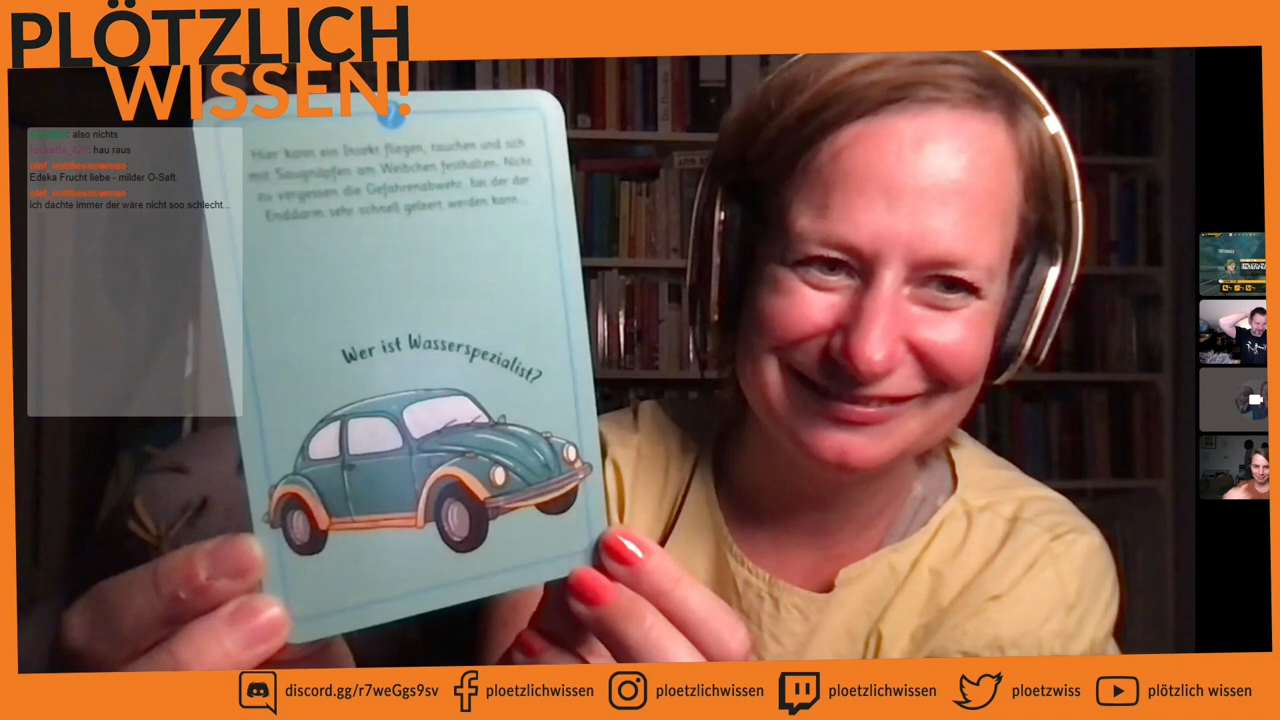 PLÖTZLICH
WISSEN!
: also nichts
hau raus
Edeka Frucht liebe - milder O-Saft.
ich dachte immer der wäre nicht soo schlecht...
Hier kann ein Insekt fliegen, tauchen und sich
mit Saugnäpfen am Weibchen festhalten. Nicht
zu vergessen die Gefahrenabwehr, bei der der
Enddarm sehr schnell geleert werden kann...
Wer ist Wasserspezialist?
discord.gg/r7weGgs9sv
ploetzlichwissen
ploetzlichwissen
ploetzlichwissen
ploetzwiss
plötzlich wissen